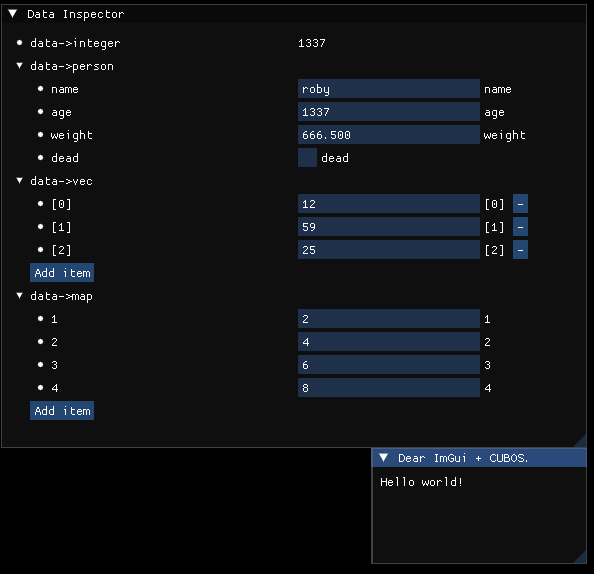 Data Inspector
data->integer 1337
data->person
name roby name
age 1337 age
weight 666.500 weight
dead dead
data->vec
[0] 12 [0] -
[1] 59 [1] -
[2] 25 [2] -
Add item
data->map
1 2 1
2 4 2
3 6 3
4 8 4
Add item
Dear ImGui + CUBOS.
Hello world!